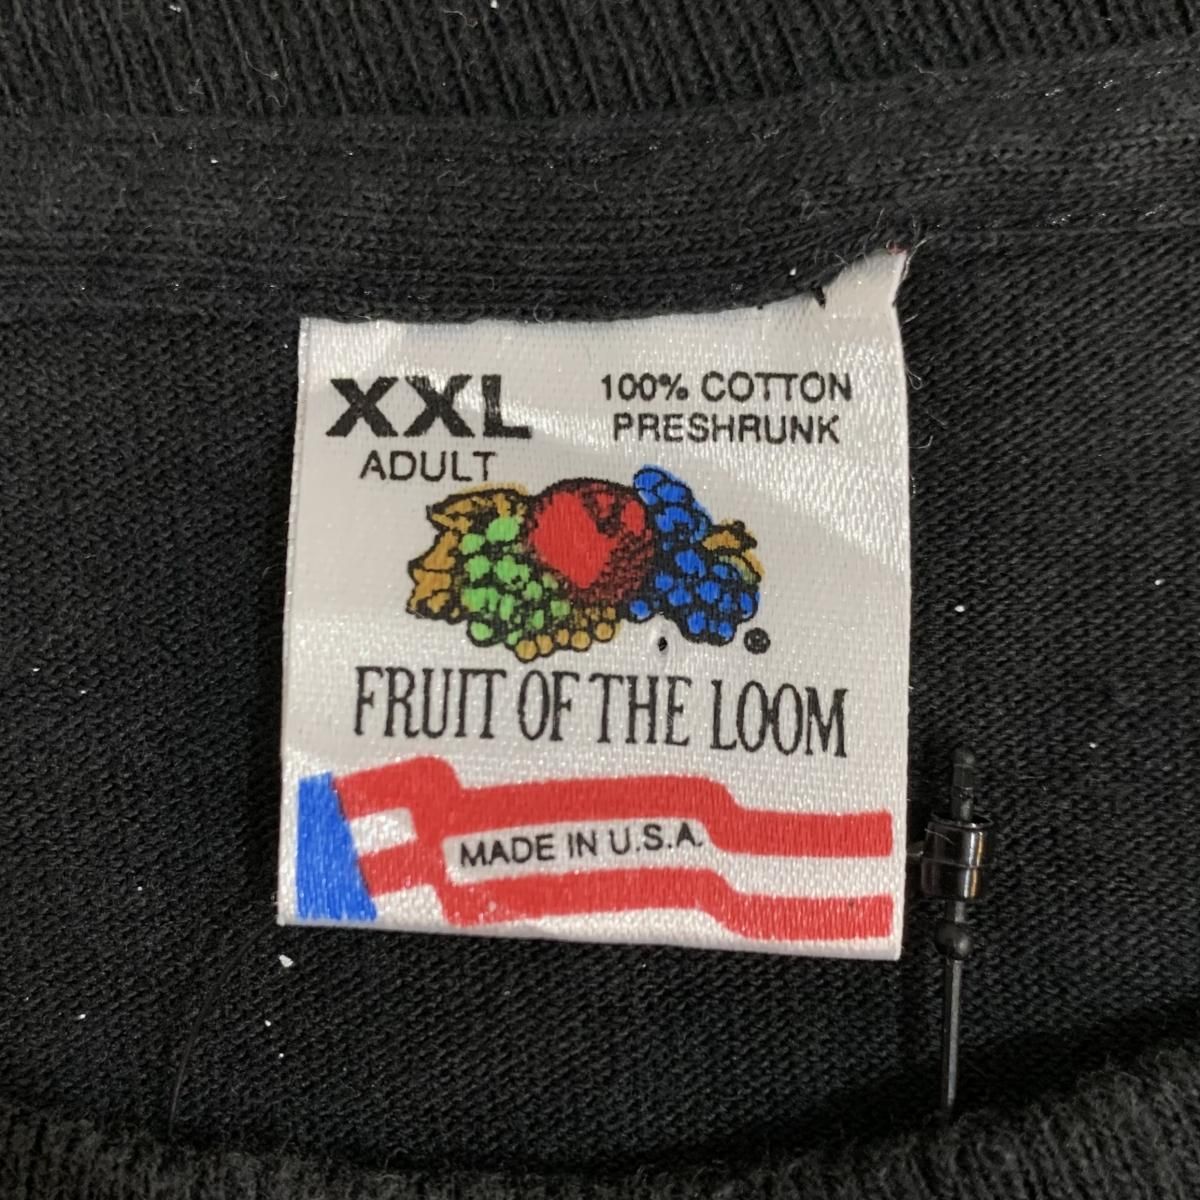 XXL
ADULT
100% COTTON
PRESHRUNK
®
FRUIT OF THE LOOM
MADE IN U.S.A.